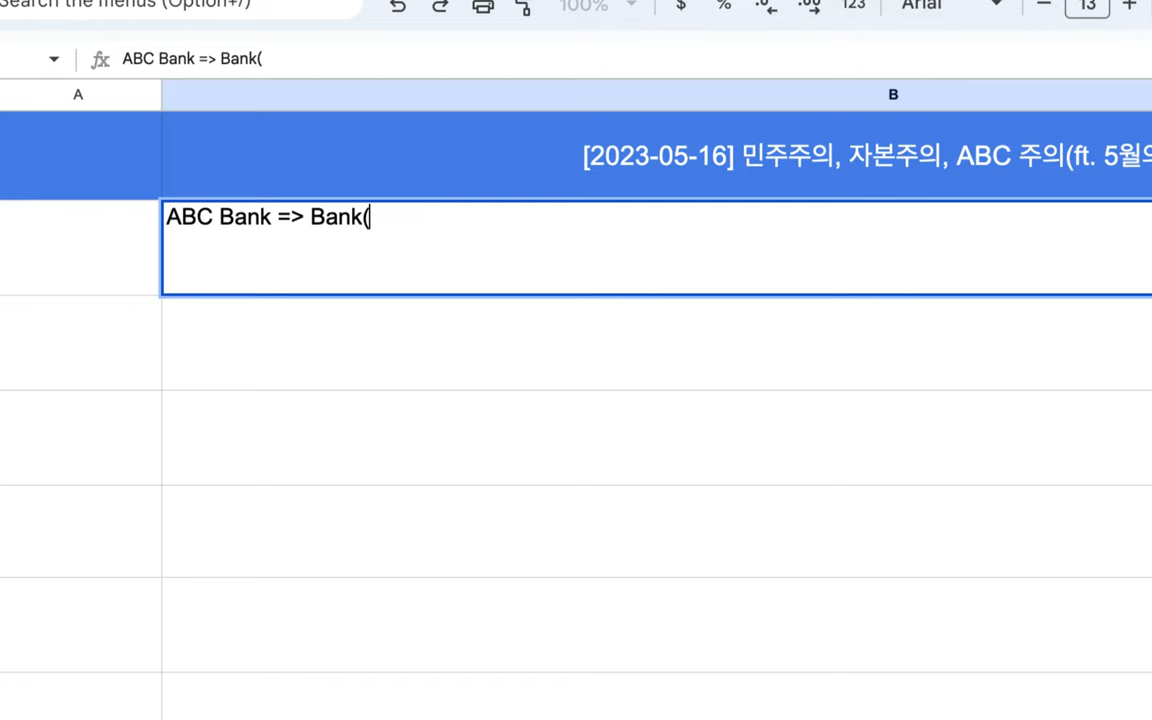 Search the menus (Option+/)
100%
$ % .0 .00 123
Arial
13
ABC Bank => Bank(
A
B
[2023-05-16] 민주주의, 자본주의, ABC 주의(ft. 5월의
ABC Bank => Bank(